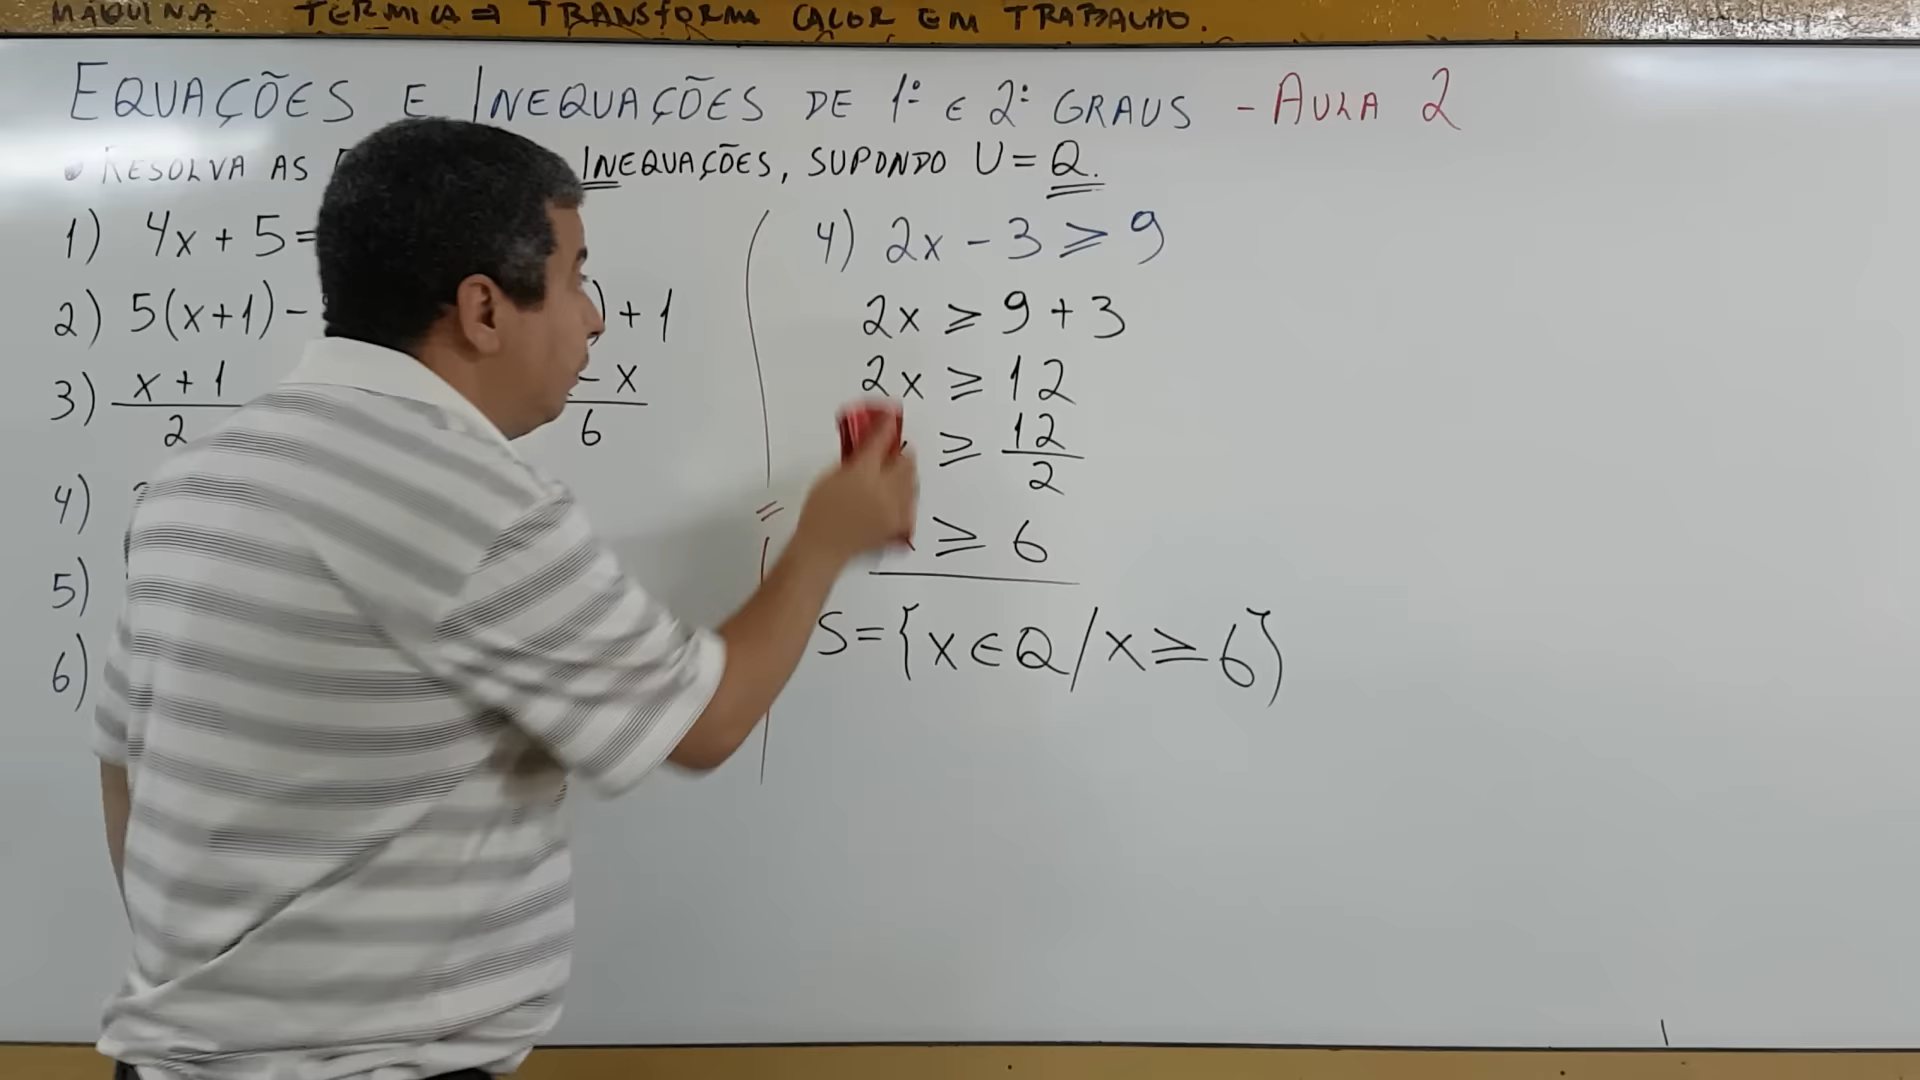 MÁQUINA TÉRMICA ⇒ TRANSFORMA CALOR EM TRABALHO.
EQUAÇÕES E INEQUAÇÕES DE 1º E 2º GRAUS - AULA 2
• RESOLVA AS INEQUAÇÕES, SUPONDO U = Q.
1) 4x + 5 =
2) 5(x+1) - ) + 1
3) x + 1 / 2 - x / 6
4)
5)
6)
4) 2x - 3 ≥ 9
2x ≥ 9 + 3
2x ≥ 12
≥ 12/2
≥ 6
S = {x ∈ Q / x ≥ 6}